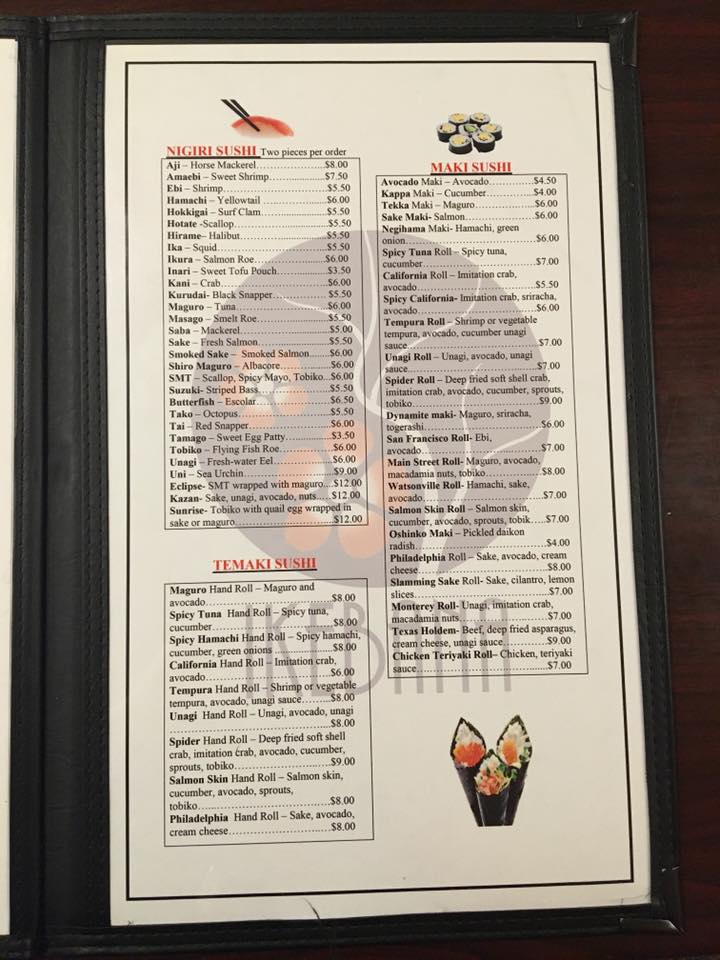 NIGIRI SUSHI Two pieces per order
Aji – Horse Mackerel....................$8.00
Amaebi – Sweet Shrimp................$7.50
Ebi – Shrimp..............................$5.50
Hamachi – Yellowtail ..................$6.00
Hokkigai – Surf Clam..................$5.50
Hotate -Scallop..........................$5.50
Hirame– Halibut........................$5.50
Ika – Squid................................$5.50
Ikura – Salmon Roe....................$6.00
Inari – Sweet Tofu Pouch.............$3.50
Kani – Crab...............................$6.00
Kurudai- Black Snapper..............$5.50
Maguro – Tuna..........................$6.00
Masago – Smelt Roe...................$5.50
Saba – Mackerel........................$5.00
Sake – Fresh Salmon..................$5.50
Smoked Sake – Smoked Salmon.....$6.00
Shiro Maguro – Albacore............$6.00
SMT – Scallop, Spicy Mayo, Tobiko...$6.00
Suzuki- Striped Bass...................$5.50
Butterfish – Escolar...................$6.50
Tako – Octopus.........................$5.50
Tai – Red Snapper.....................$6.00
Tamago – Sweet Egg Patty...........$3.50
Tobiko – Flying Fish Roe.............$6.00
Unagi – Fresh-water Eel..............$6.00
Uni – Sea Urchin.......................$9.00
Eclipse- SMT wrapped with maguro....$12.00
Kazan- Sake, unagi, avocado, nuts....$12.00
Sunrise- Tobiko with quail egg wrapped in
sake or maguro..........................$12.00
TEMAKI SUSHI
Maguro Hand Roll – Maguro and
avocado..............................$8.00
Spicy Tuna Hand Roll – Spicy tuna,
cucumber............................$8.00
Spicy Hamachi Hand Roll – Spicy hamachi,
cucumber, green onions ............$8.00
California Hand Roll – Imitation crab,
avocado..............................$6.00
Tempura Hand Roll – Shrimp or vegetable
tempura, avocado, unagi sauce.......$8.00
Unagi Hand Roll – Unagi, avocado, unagi
..........................................$8.00
Spider Hand Roll – Deep fried soft shell
crab, imitation crab, avocado, cucumber,
sprouts, tobiko........................$9.00
Salmon Skin Hand Roll – Salmon skin,
cucumber, avocado, sprouts,
tobiko..................................$8.00
Philadelphia Hand Roll – Sake, avocado,
cream cheese..........................$8.00
MAKI SUSHI
Avocado Maki – Avocado..............$4.50
Kappa Maki – Cucumber..............$4.00
Tekka Maki – Maguro..................$6.00
Sake Maki- Salmon.....................$6.00
Negihama Maki- Hamachi, green
onion..................................$6.00
Spicy Tuna Roll – Spicy tuna,
cucumber.............................$7.00
California Roll – Imitation crab,
avocado...............................$5.50
Spicy California- Imitation crab, sriracha,
avocado...............................$6.00
Tempura Roll – Shrimp or vegetable
tempura, avocado, cucumber unagi
sauce..................................$7.00
Unagi Roll – Unagi, avocado, unagi
sauce..................................$7.00
Spider Roll – Deep fried soft shell crab,
imitation crab, avocado, cucumber, sprouts,
tobiko.................................$9.00
Dynamite maki- Maguro, sriracha,
togerashi..............................$6.00
San Francisco Roll- Ebi,
avocado...............................$7.00
Main Street Roll- Maguro, avocado,
macadamia nuts, tobiko..............$8.00
Watsonville Roll- Hamachi, sake,
avocado...............................$7.00
Salmon Skin Roll – Salmon skin,
cucumber, avocado, sprouts, tobik.....$7.00
Oshinko Maki – Pickled daikon
radish.................................$4.00
Philadelphia Roll – Sake, avocado, cream
cheese.................................$8.00
Slamming Sake Roll- Sake, cilantro, lemon
slices..................................$7.00
Monterey Roll- Unagi, imitation crab,
macadamia nuts......................$7.00
Texas Holdem- Beef, deep fried asparagus,
cream cheese, unagi sauce...........$9.00
Chicken Teriyaki Roll– Chicken, teriyaki
sauce..................................$7.00
IKEBANA